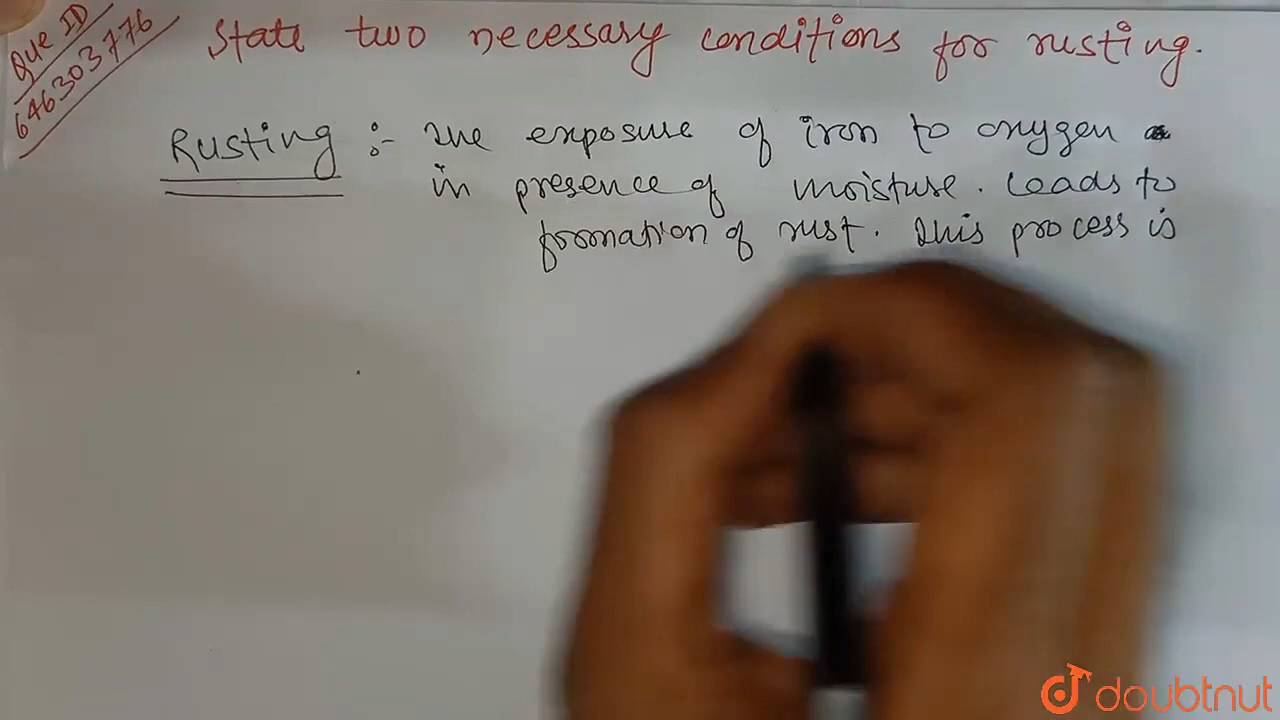 Que ID
646303776
State two necessary conditions for rusting.
Rusting :- The exposure of iron to oxygen
in presence of moisture. Leads to
formation of rust. This process is
doubtnut